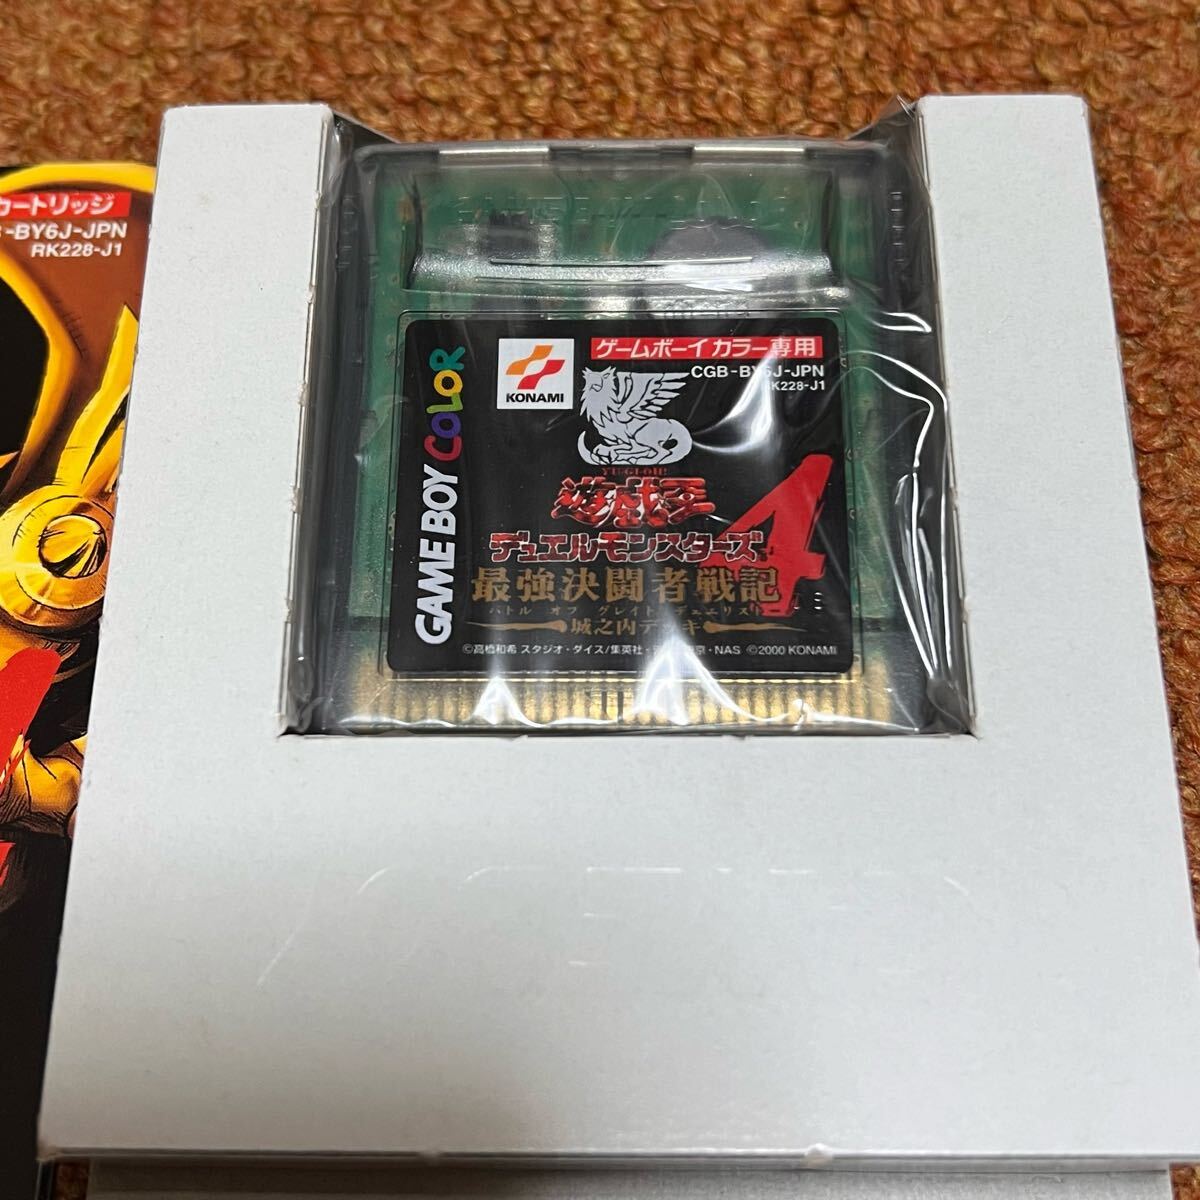 カートリッジ
-BY6J-JPN
RK228-J1
GAME BOY COLOR
KONAMI
ゲームボーイカラー専用
CGB-BY6J-JPN
RK228-J1
YU-GI-OH!
遊戯王
デュエルモンスターズ4
最強決闘者戦記
バトル オブ グレイト デュエリスト
城之内デッキ
©高橋和希 スタジオ・ダイス/集英社・ ・NAS ©2000 KONAMI